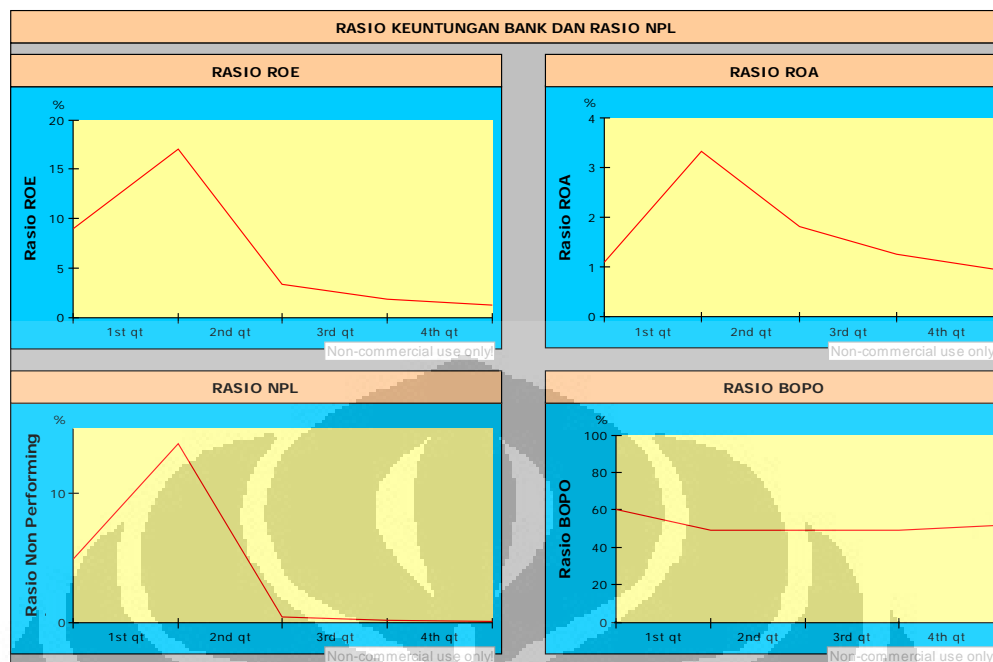 RASIO KEUNTUNGAN BANK DAN RASIO NPL
RASIO ROE
%
20
15
10
5
0
Rasio ROE
1st qt 2nd qt 3rd qt 4th qt
Non-commercial use only!
RASIO ROA
%
4
3
2
1
0
Rasio ROA
1st qt 2nd qt 3rd qt 4th qt
Non-commercial use only
RASIO NPL
%
10
0
Rasio Non Performing
1st qt 2nd qt 3rd qt 4th qt
Non-commercial use only!
RASIO BOPO
%
100
80
60
40
20
0
Rasio BOPO
1st qt 2nd qt 3rd qt 4th qt
Non-commercial use only